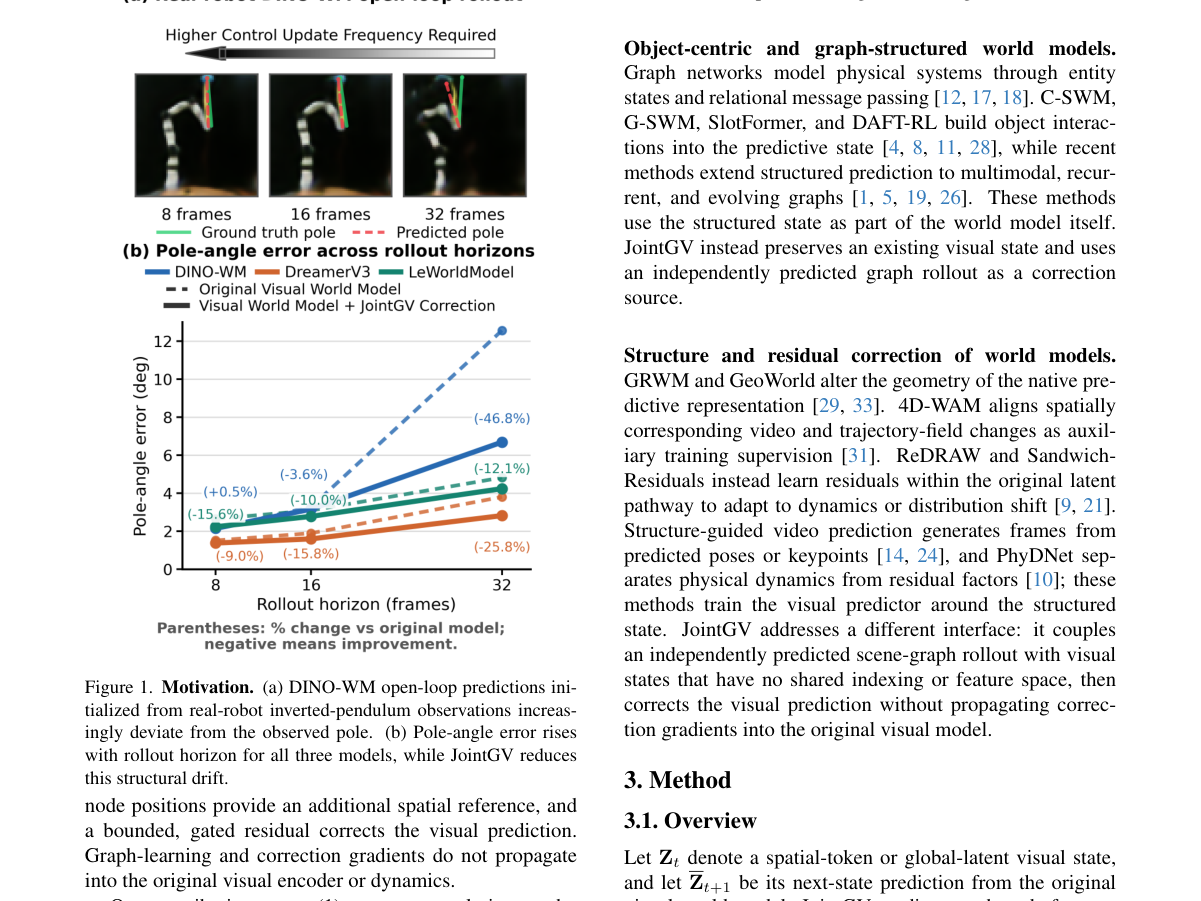 Higher Control Update Frequency Required
8 frames 16 frames 32 frames
Ground truth pole Predicted pole
(b) Pole-angle error across rollout horizons
DINO-WM DreamerV3 LeWorldModel
Original Visual World Model
Visual World Model + JointGV Correction
Pole-angle error (deg)
12
10
8
6
4
2
0
(-46.8%)
(-12.1%)
(-3.6%)
(+0.5%)
(-10.0%)
(-15.6%)
(-9.0%)
(-15.8%)
(-25.8%)
8 16 32
Rollout horizon (frames)
Parentheses: % change vs original model;
negative means improvement.
Figure 1. Motivation. (a) DINO-WM open-loop predictions ini-
tialized from real-robot inverted-pendulum observations increas-
ingly deviate from the observed pole. (b) Pole-angle error rises
with rollout horizon for all three models, while JointGV reduces
this structural drift.
node positions provide an additional spatial reference, and
a bounded, gated residual corrects the visual prediction.
Graph-learning and correction gradients do not propagate
into the original visual encoder or dynamics.
Object-centric and graph-structured world models.
Graph networks model physical systems through entity
states and relational message passing [12, 17, 18]. C-SWM,
G-SWM, SlotFormer, and DAFT-RL build object interac-
tions into the predictive state [4, 8, 11, 28], while recent
methods extend structured prediction to multimodal, recur-
rent, and evolving graphs [1, 5, 19, 26]. These methods
use the structured state as part of the world model itself.
JointGV instead preserves an existing visual state and uses
an independently predicted graph rollout as a correction
source.
Structure and residual correction of world models.
GRWM and GeoWorld alter the geometry of the native pre-
dictive representation [29, 33]. 4D-WAM aligns spatially
corresponding video and trajectory-field changes as auxil-
iary training supervision [31]. ReDRAW and Sandwich-
Residuals instead learn residuals within the original latent
pathway to adapt to dynamics or distribution shift [9, 21].
Structure-guided video prediction generates frames from
predicted poses or keypoints [14, 24], and PhyDNet sep-
arates physical dynamics from residual factors [10]; these
methods train the visual predictor around the structured
state. JointGV addresses a different interface: it couples
an independently predicted scene-graph rollout with visual
states that have no shared indexing or feature space, then
corrects the visual prediction without propagating correc-
tion gradients into the original visual model.
3. Method
3.1. Overview
Let Z_t denote a spatial-token or global-latent visual state,
and let Z̅_{t+1} be its next-state prediction from the original